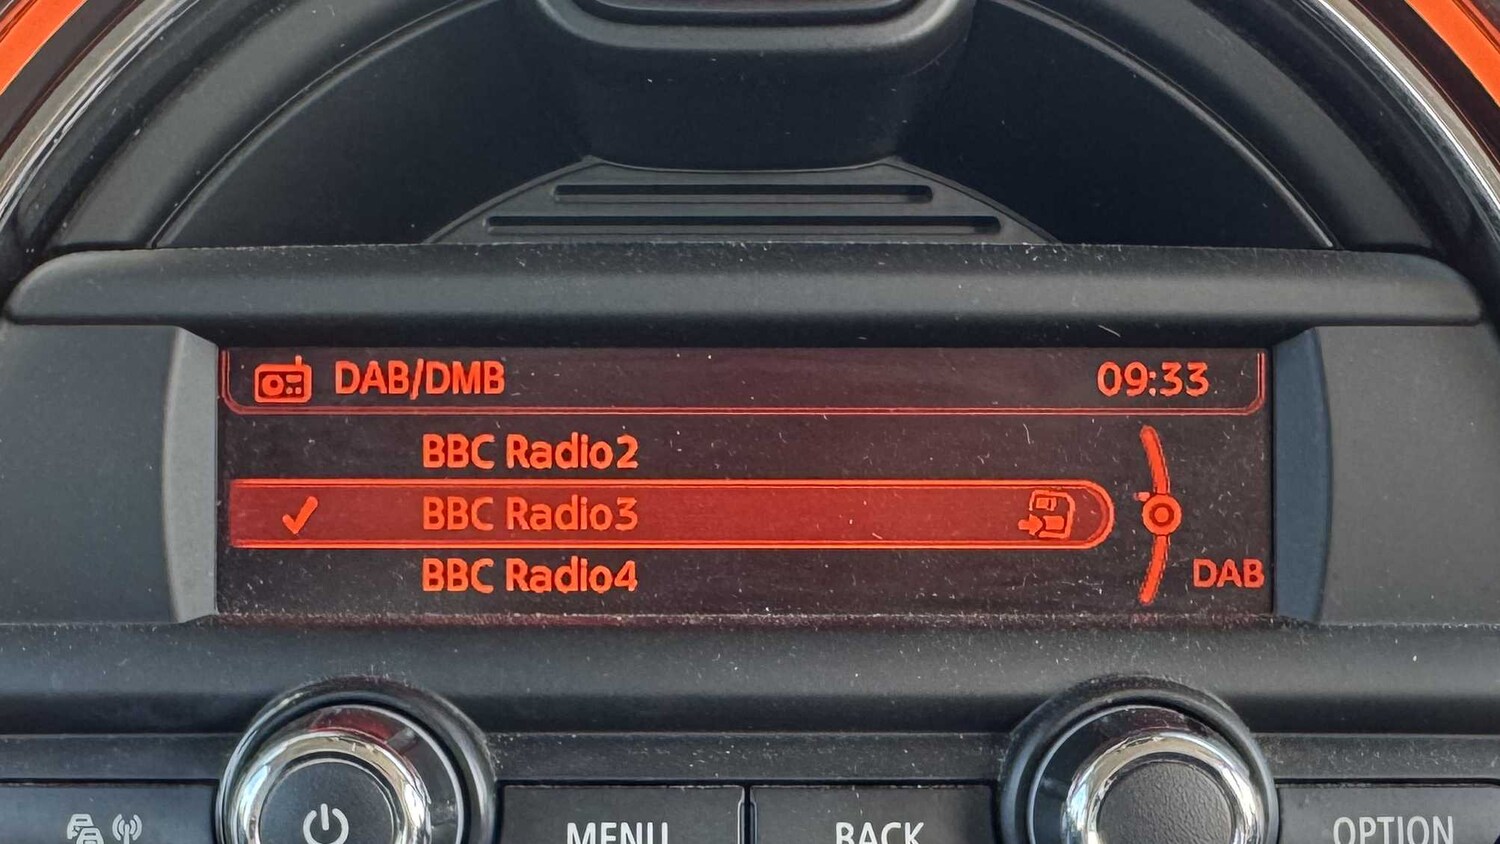 DAB/DMB 09:33
BBC Radio2
BBC Radio3
BBC Radio4
DAB
MENU
BACK
OPTION